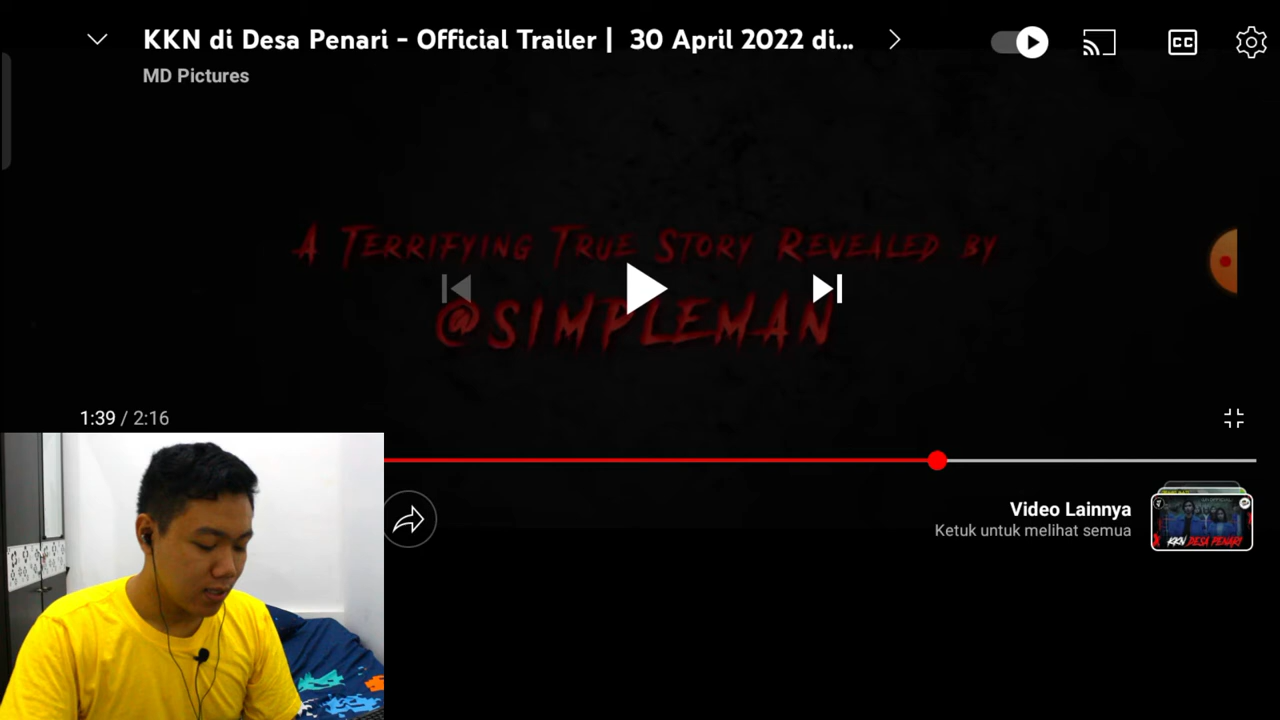 KKN di Desa Penari - Official Trailer | 30 April 2022 di...
MD Pictures
CC
A Terrifying True Story Revealed by
@SIMPLEMAN
1:39 / 2:16
Video Lainnya
Ketuk untuk melihat semua
KKN DESA PENARI